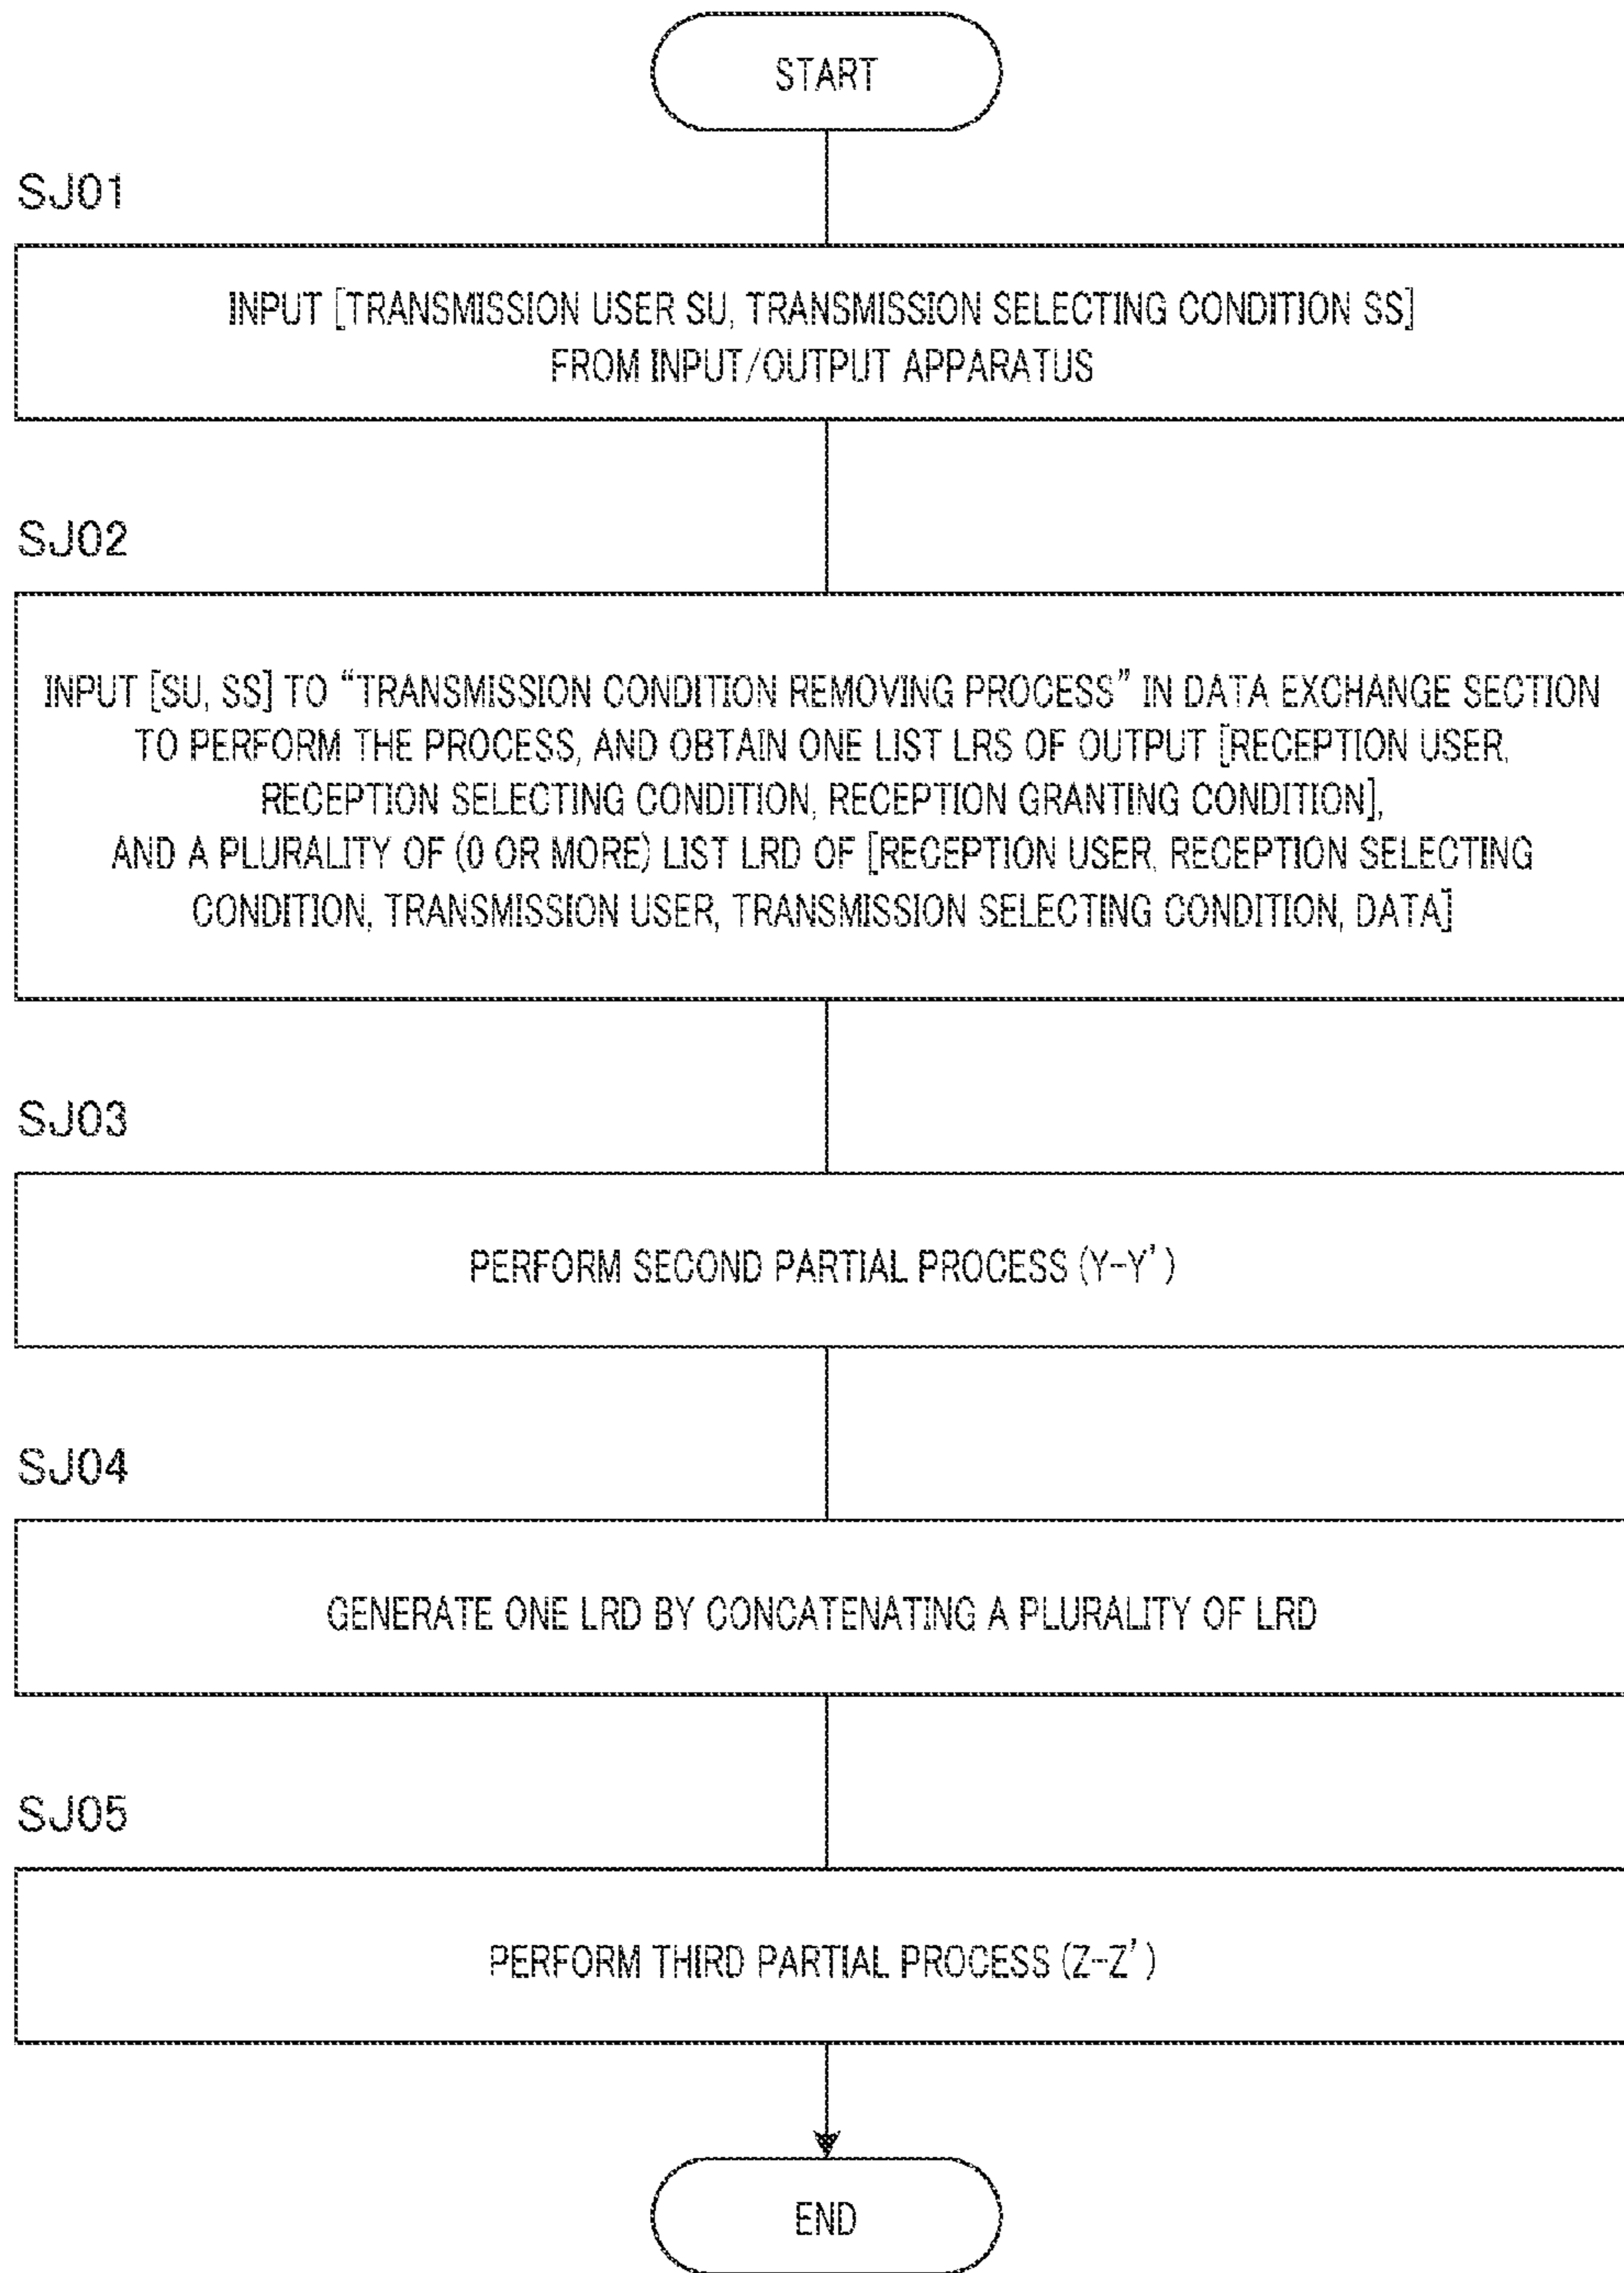 START
SJ01
INPUT [TRANSMISSION USER SU, TRANSMISSION SELECTING CONDITION SS]
FROM INPUT/OUTPUT APPARATUS
SJ02
INPUT [SU, SS] TO “TRANSMISSION CONDITION REMOVING PROCESS” IN DATA EXCHANGE SECTION
TO PERFORM THE PROCESS, AND OBTAIN ONE LIST LRS OF OUTPUT [RECEPTION USER,
RECEPTION SELECTING CONDITION, RECEPTION GRANTING CONDITION],
AND A PLURALITY OF (0 OR MORE) LIST LRD OF [RECEPTION USER, RECEPTION SELECTING
CONDITION, TRANSMISSION USER, TRANSMISSION SELECTING CONDITION, DATA]
SJ03
PERFORM SECOND PARTIAL PROCESS (Y-Y')
SJ04
GENERATE ONE LRD BY CONCATENATING A PLURALITY OF LRD
SJ05
PERFORM THIRD PARTIAL PROCESS (Z-Z')
END